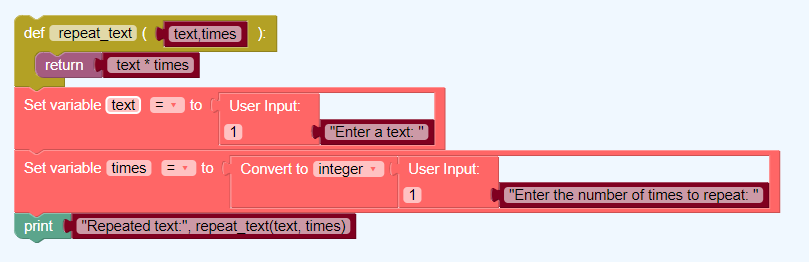 def repeat_text ( text,times ):
return text * times
Set variable text = to User Input:
1 "Enter a text: "
Set variable times = to Convert to integer User Input:
1 "Enter the number of times to repeat: "
print "Repeated text:", repeat_text(text, times)